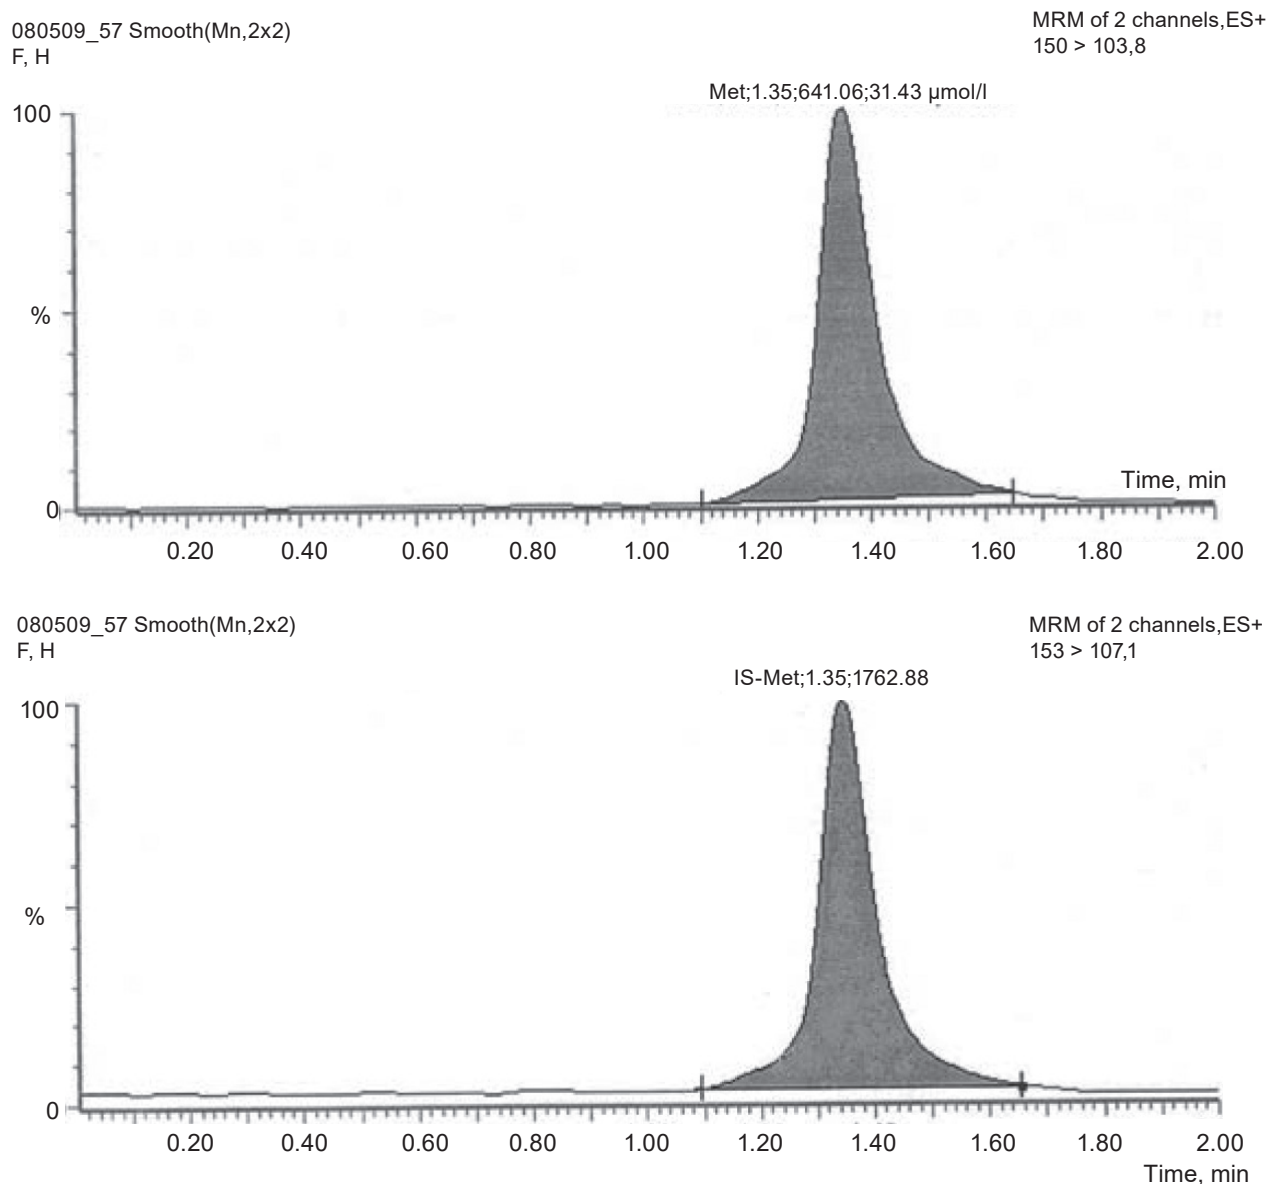 080509_57 Smooth(Mn,2x2)
F, H
MRM of 2 channels,ES+
150 > 103,8
Met;1.35;641.06;31.43 µmol/l
100
%
0
Time, min
0.20 0.40 0.60 0.80 1.00 1.20 1.40 1.60 1.80 2.00
080509_57 Smooth(Mn,2x2)
F, H
MRM of 2 channels,ES+
153 > 107,1
IS-Met;1.35;1762.88
100
%
0
0.20 0.40 0.60 0.80 1.00 1.20 1.40 1.60 1.80 2.00
Time, min